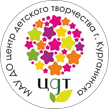 МАУ ДО центр детского творчества г. Курганинска
ЦДТ